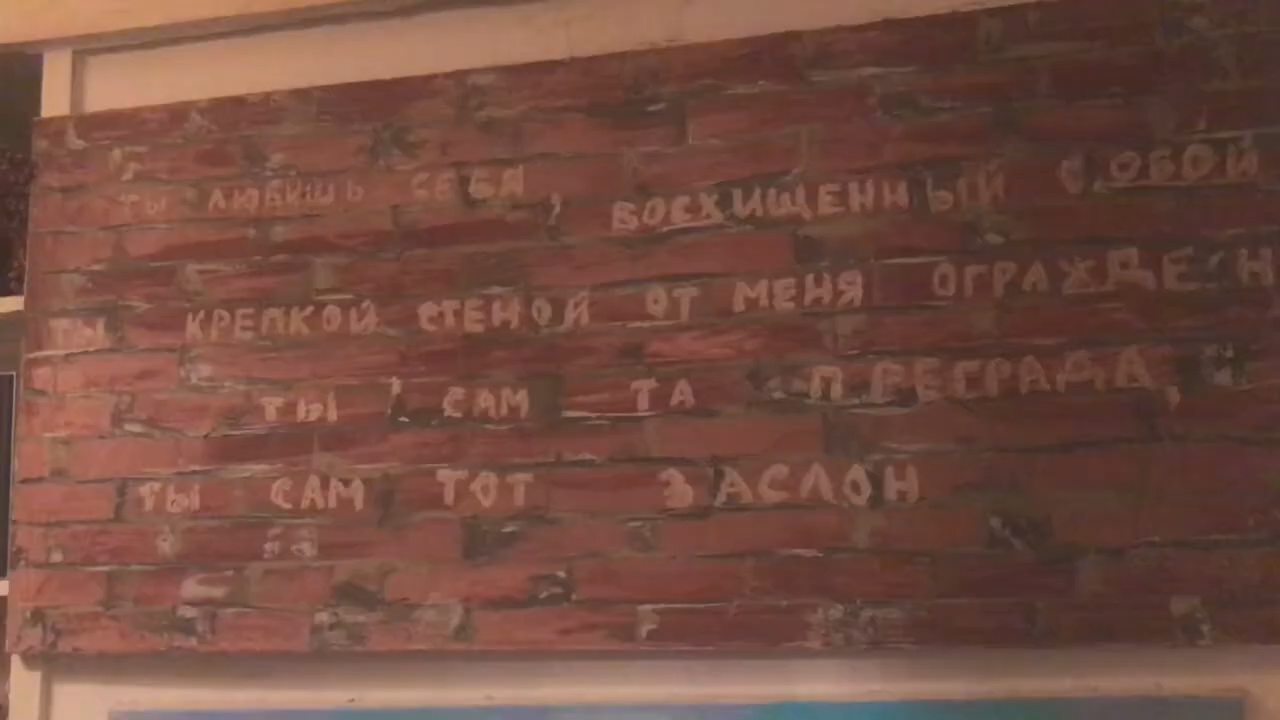 ТЫ ЛЮБИШЬ СЕБЯ, ВОСХИЩЕННЫЙ СОБОЙ
ТЫ КРЕПКОЙ СТЕНОЙ ОТ МЕНЯ ОГРАЖДЕН
ТЫ САМ ТА ПРЕГРАДА,
ТЫ САМ ТОТ ЗАСЛОН